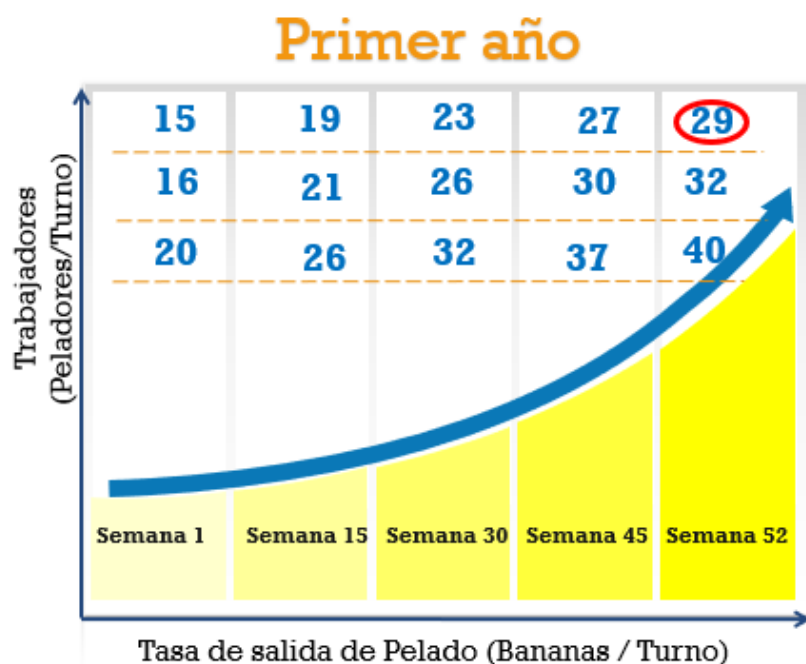 Primer año
Trabajadores
(Peladores/Turno)
15 19 23 27 29
16 21 26 30 32
20 26 32 37 40
Semana 1 Semana 15 Semana 30 Semana 45 Semana 52
Tasa de salida de Pelado (Bananas / Turno)